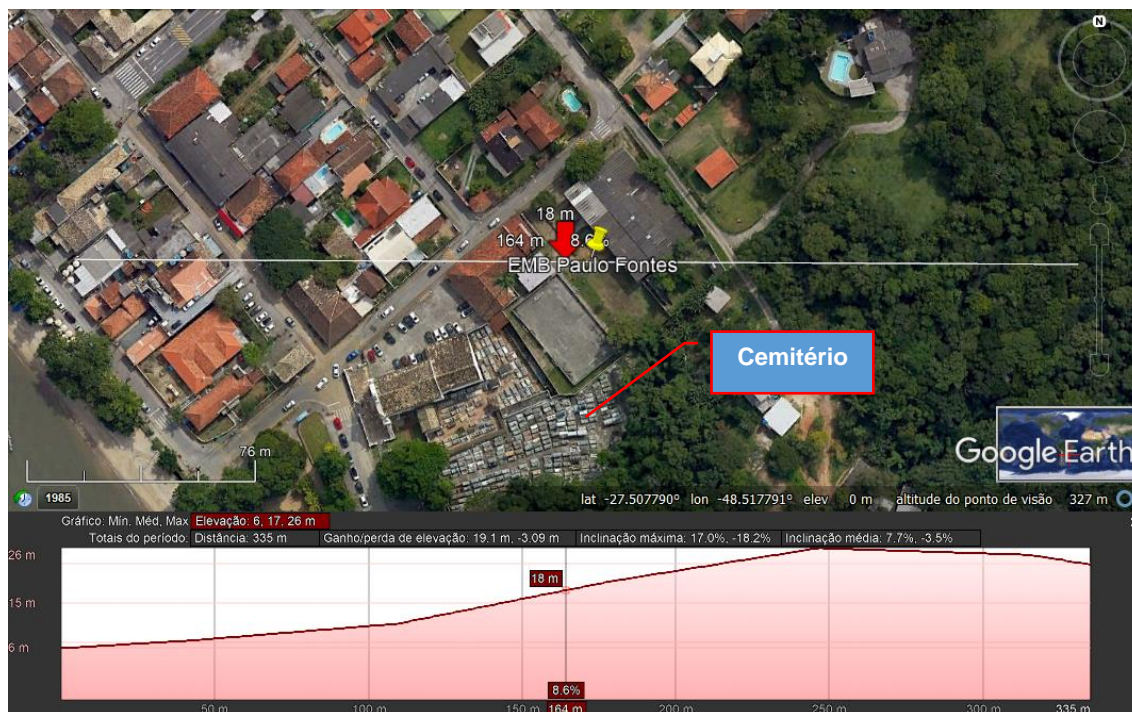 N
18 m
164 m 8.6%
EMB Paulo Fontes
Cemitério
76 m
Google Earth
1985
lat -27.507790º lon -48.517791º elev 0 m altitude do ponto de visão 327 m
Gráfico: Mín. Méd, Max Elevação: 6, 17, 26 m
Totais do período: Distância: 335 m Ganho/perda de elevação: 19.1 m, -3.09 m Inclinação máxima: 17.0%, -18.2% Inclinação média: 7.7%, -3.5%
26 m
18 m
15 m
6 m
8.6%
50 m 100 m 150 m 164 m 200 m 250 m 300 m 335 m